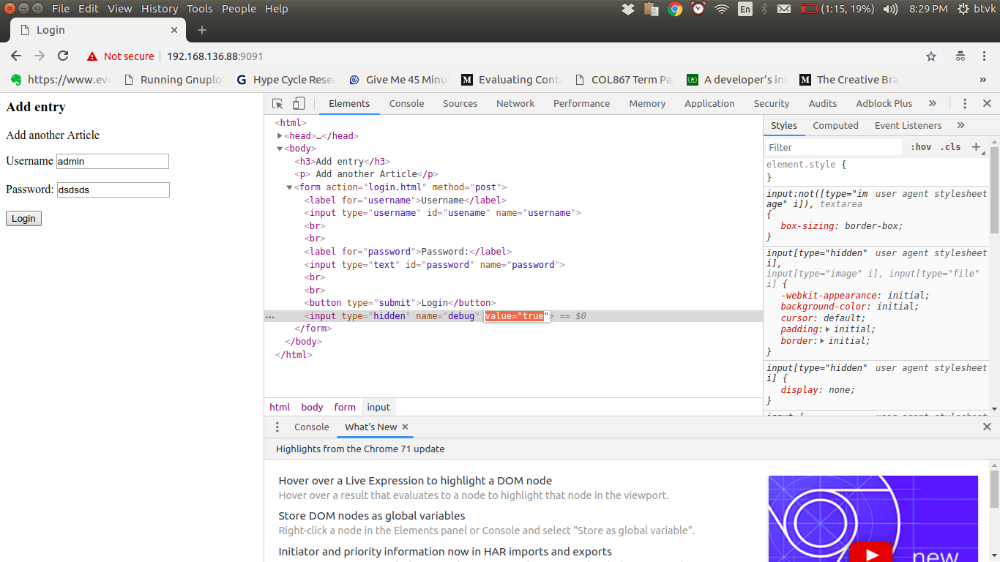 File Edit View History Tools People Help
En (1:15, 19%) 8:29 PM btvk
Login
Not secure 192.168.136.88:9091
https://www.eve Running Gnuplo Hype Cycle Resea Give Me 45 Minu Evaluating Conta COL867 Term Pap A developer's in The Creative Bra »
Add entry
Add another Article
Username admin
Password: dsdsds
Login
Elements Console Sources Network Performance Memory Application Security Audits Adblock Plus »
<html>
<head>…</head>
<body>
<h3>Add entry</h3>
<p> Add another Article</p>
<form action="login.html" method="post">
<label for="username">Username</label>
<input type="username" id="usename" name="username">
<br>
<br>
<label for="password">Password:</label>
<input type="text" id="password" name="password">
<br>
<br>
<button type="submit">Login</button>
<input type="hidden" name="debug" value="true"> == $0
</form>
</body>
</html>
html body form input
Styles Computed Event Listeners »
Filter :hov .cls +
element.style {
}
input:not([type="im user agent stylesheet
age" i]), textarea
{
box-sizing: border-box;
}
input[type="hidden" user agent stylesheet
i],
input[type="image" i], input[type="file"
i] {
-webkit-appearance: initial;
background-color: initial;
cursor: default;
padding: initial;
border: initial;
}
input[type="hidden" user agent stylesheet
i] {
display: none;
}
Console What's New
Highlights from the Chrome 71 update
Hover over a Live Expression to highlight a DOM node
Hover over a result that evaluates to a node to highlight that node in the viewport.
Store DOM nodes as global variables
Right-click a node in the Elements panel or Console and select "Store as global variable".
Initiator and priority information now in HAR imports and exports
new